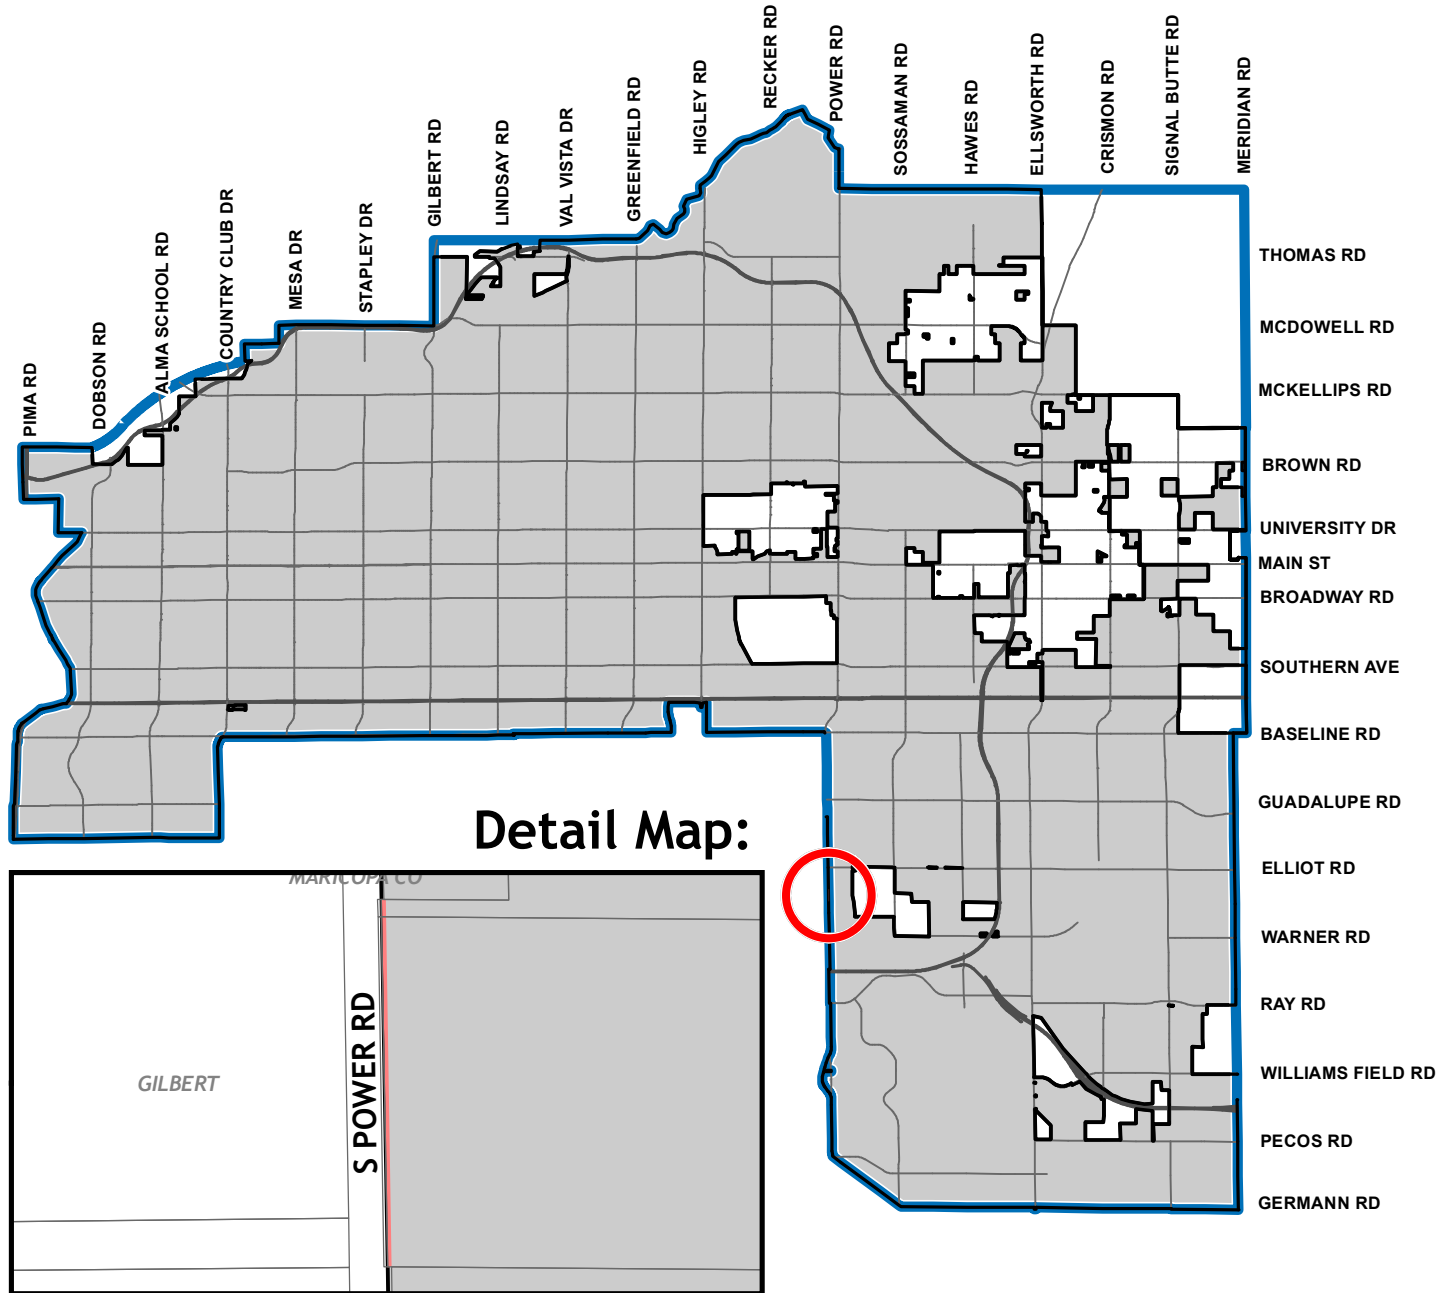 PIMA RD
DOBSON RD
ALMA SCHOOL RD
COUNTRY CLUB DR
MESA DR
STAPLEY DR
GILBERT RD
LINDSAY RD
VAL VISTA DR
GREENFIELD RD
HIGLEY RD
RECKER RD
POWER RD
SOSSAMAN RD
HAWES RD
ELLSWORTH RD
CRISMON RD
SIGNAL BUTTE RD
MERIDIAN RD
THOMAS RD
MCDOWELL RD
MCKELLIPS RD
BROWN RD
UNIVERSITY DR
MAIN ST
BROADWAY RD
SOUTHERN AVE
BASELINE RD
GUADALUPE RD
ELLIOT RD
WARNER RD
RAY RD
WILLIAMS FIELD RD
PECOS RD
GERMANN RD
Detail Map:
MARICOPA CO
GILBERT
S POWER RD